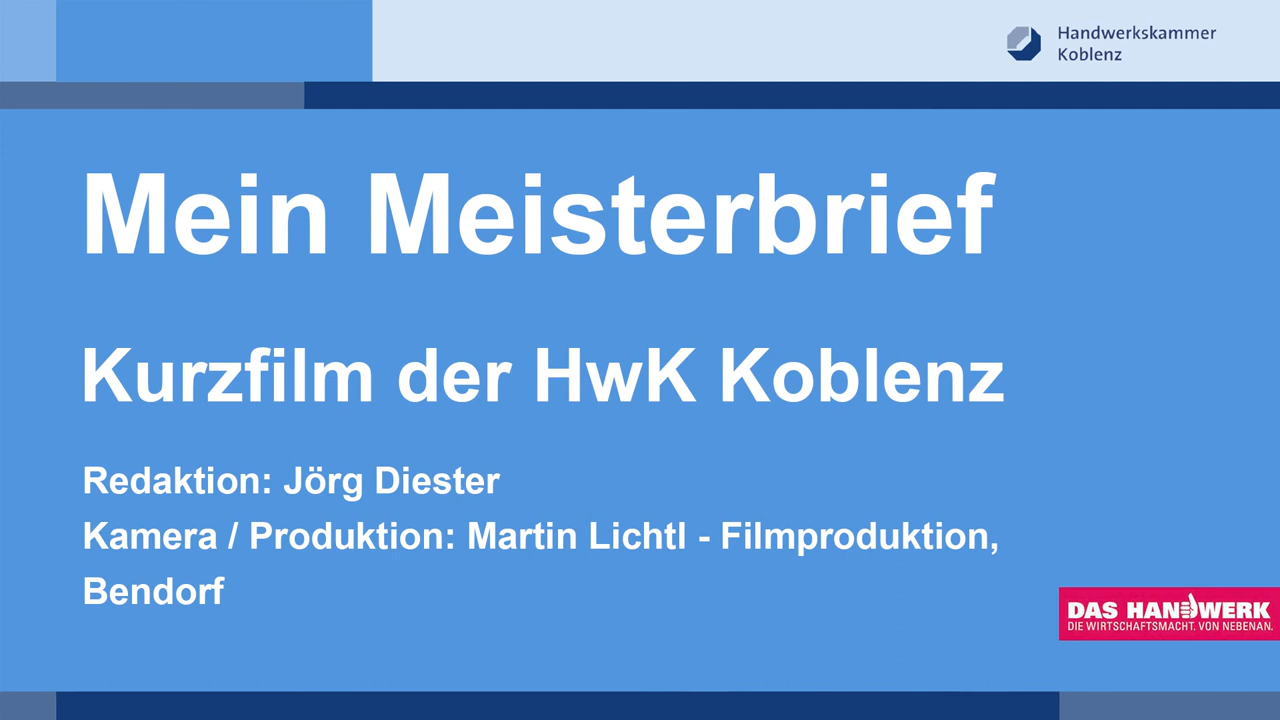 Handwerkskammer
Koblenz
Mein Meisterbrief
Kurzfilm der HwK Koblenz
Redaktion: Jörg Diester
Kamera / Produktion: Martin Lichtl - Filmproduktion,
Bendorf
DAS HANDWERK
DIE WIRTSCHAFTSMACHT. VON NEBENAN.